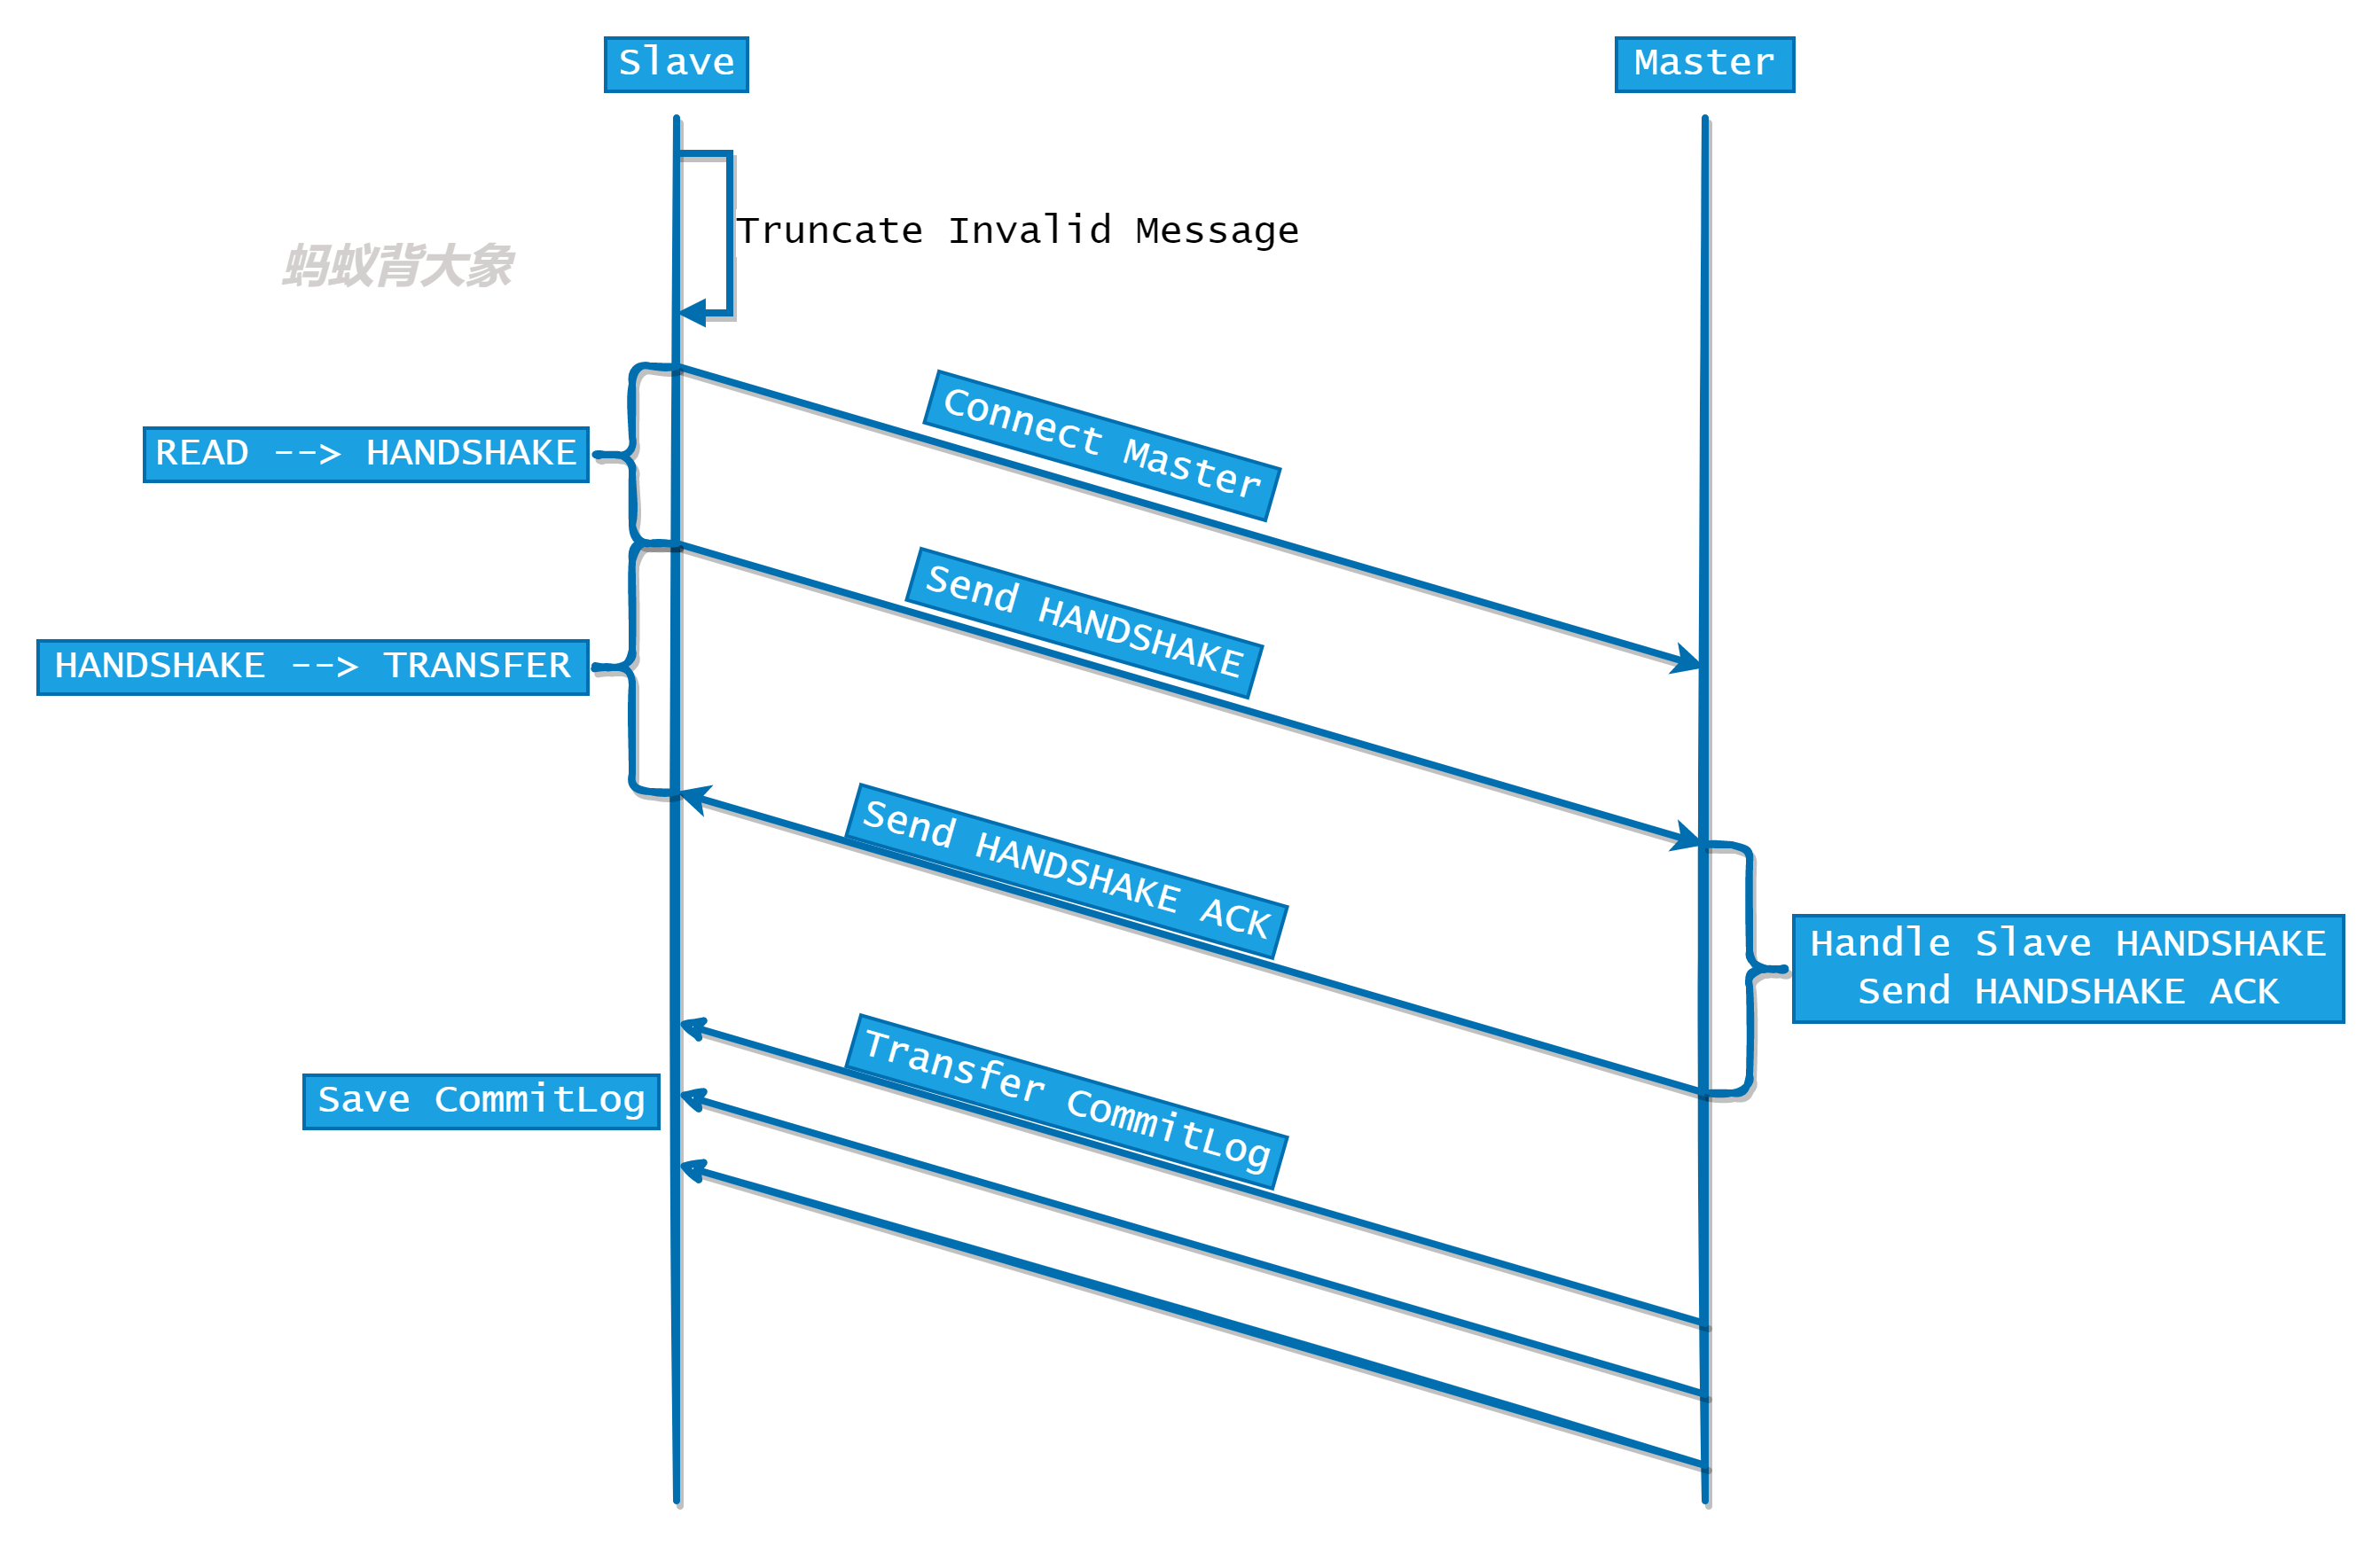 Slave
Master
Truncate Invalid Message
蚂蚁背大象
Connect Master
READ --> HANDSHAKE
Send HANDSHAKE
HANDSHAKE --> TRANSFER
Send HANDSHAKE ACK
Handle Slave HANDSHAKE
Send HANDSHAKE ACK
Transfer CommitLog
Save CommitLog